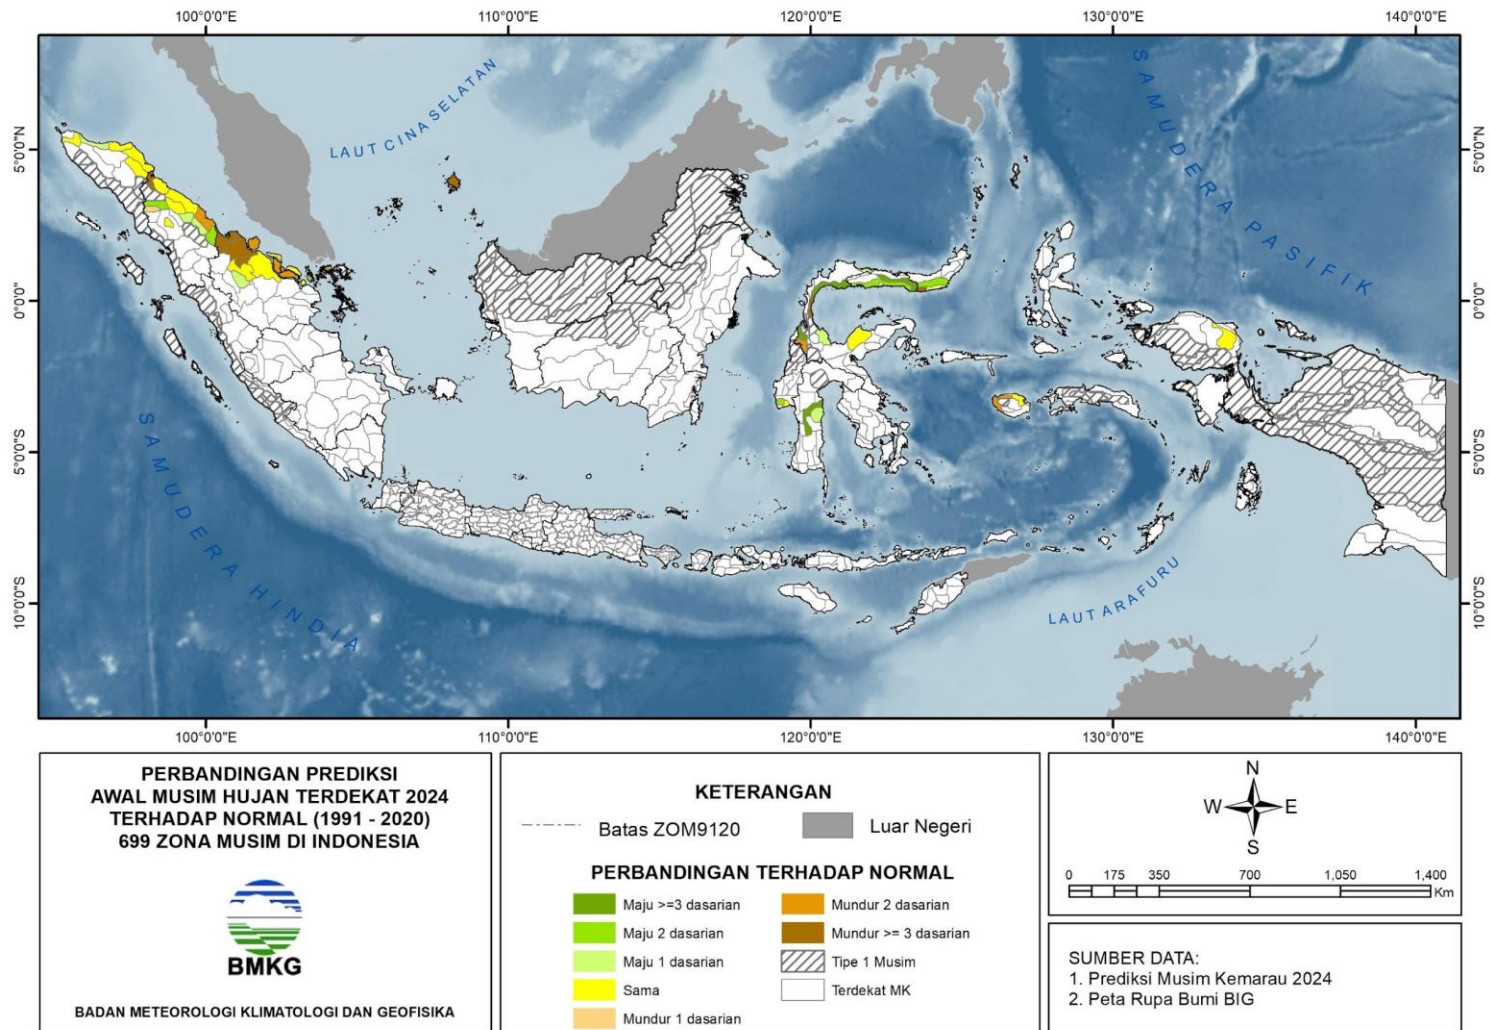 100°0'0"E 110°0'0"E 120°0'0"E 130°0'0"E 140°0'0"E
5°0'0"N
0°0'0"
5°0'0"S
10°0'0"S
LAUT CINA SELATAN
SAMUDERA PASIFIK
SAMUDERA HINDIA
LAUT ARAFURU
5°0'0"N
0°0'0"
5°0'0"S
10°0'0"S
100°0'0"E 110°0'0"E 120°0'0"E 130°0'0"E 140°0'0"E
PERBANDINGAN PREDIKSI
AWAL MUSIM HUJAN TERDEKAT 2024
TERHADAP NORMAL (1991 - 2020)
699 ZONA MUSIM DI INDONESIA
BMKG
BADAN METEOROLOGI KLIMATOLOGI DAN GEOFISIKA
KETERANGAN
Batas ZOM9120 Luar Negeri
PERBANDINGAN TERHADAP NORMAL
Maju >=3 dasarian
Maju 2 dasarian
Maju 1 dasarian
Sama
Mundur 1 dasarian
Mundur 2 dasarian
Mundur >= 3 dasarian
Tipe 1 Musim
Terdekat MK
N
W E
S
0 175 350 700 1,050 1,400
Km
SUMBER DATA:
1. Prediksi Musim Kemarau 2024
2. Peta Rupa Bumi BIG